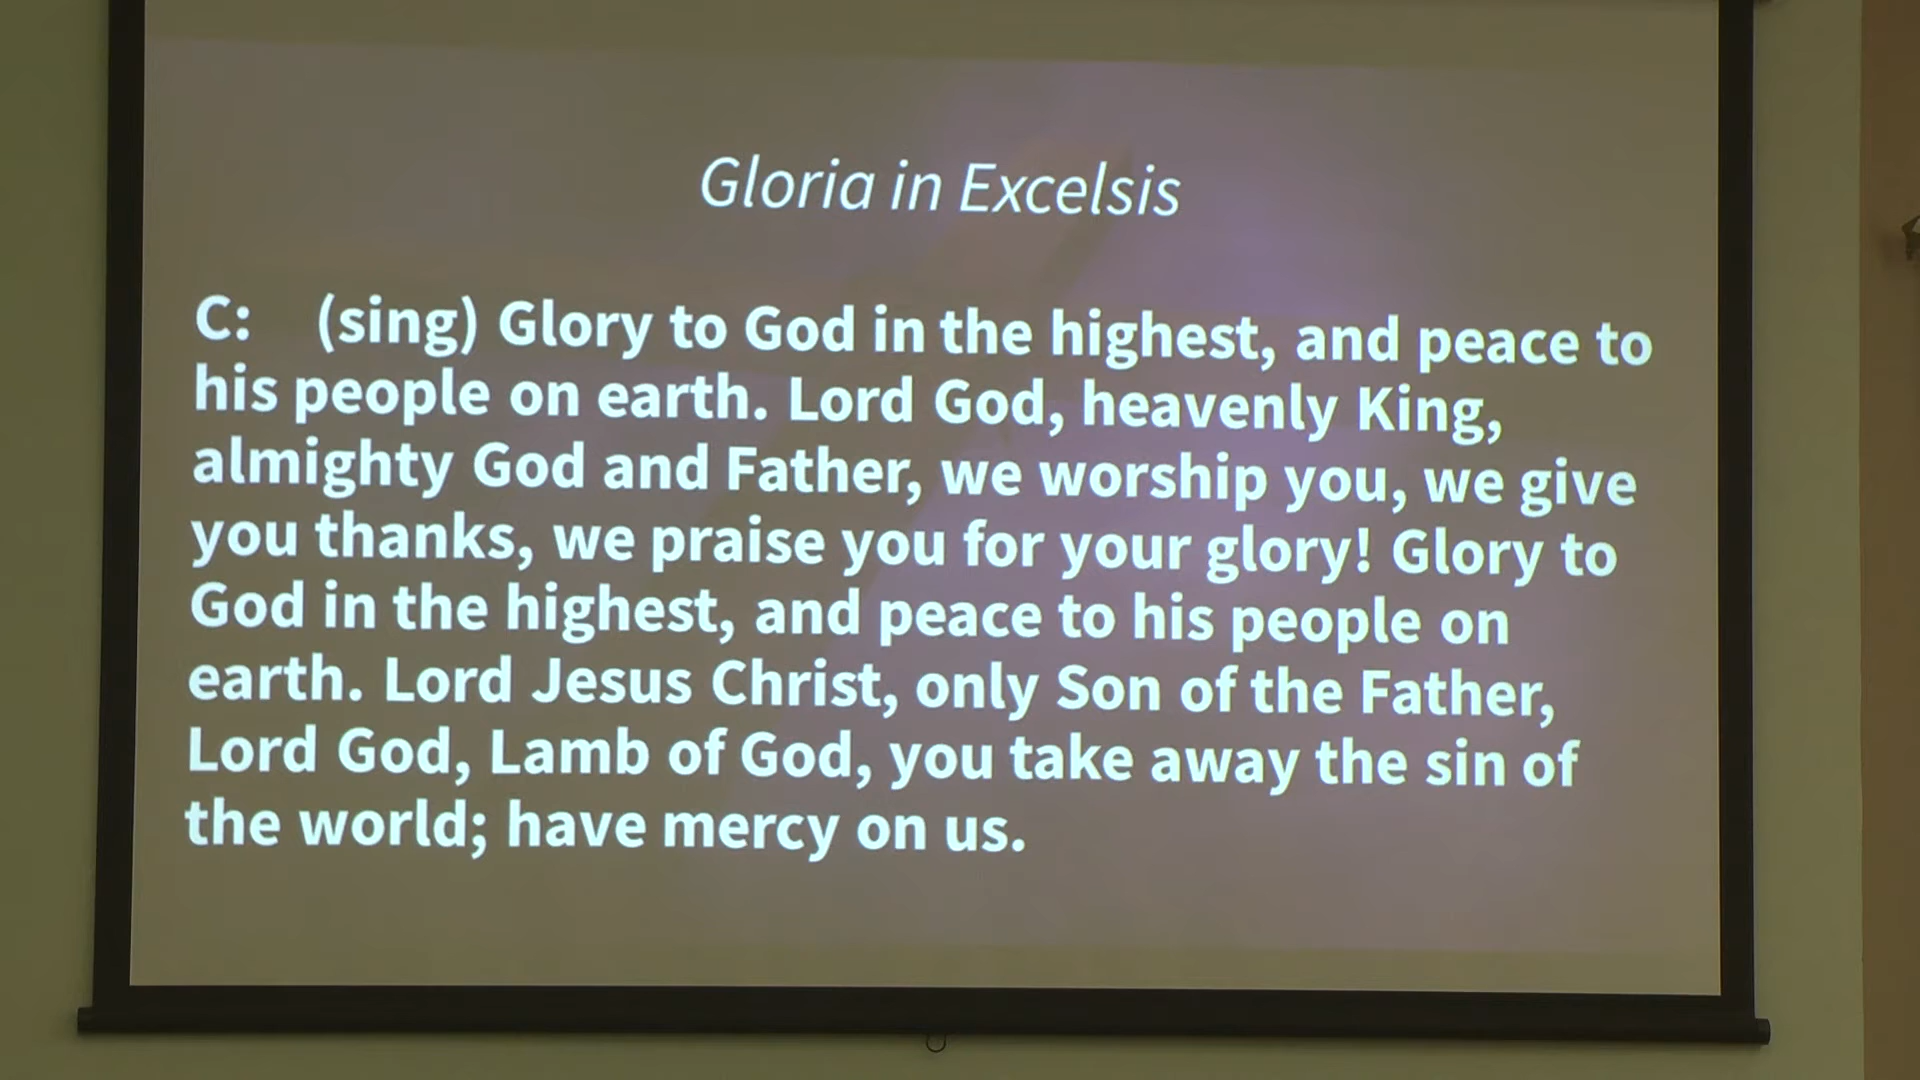 Gloria in Excelsis
C: (sing) Glory to God in the highest, and peace to
his people on earth. Lord God, heavenly King,
almighty God and Father, we worship you, we give
you thanks, we praise you for your glory! Glory to
God in the highest, and peace to his people on
earth. Lord Jesus Christ, only Son of the Father,
Lord God, Lamb of God, you take away the sin of
the world; have mercy on us.